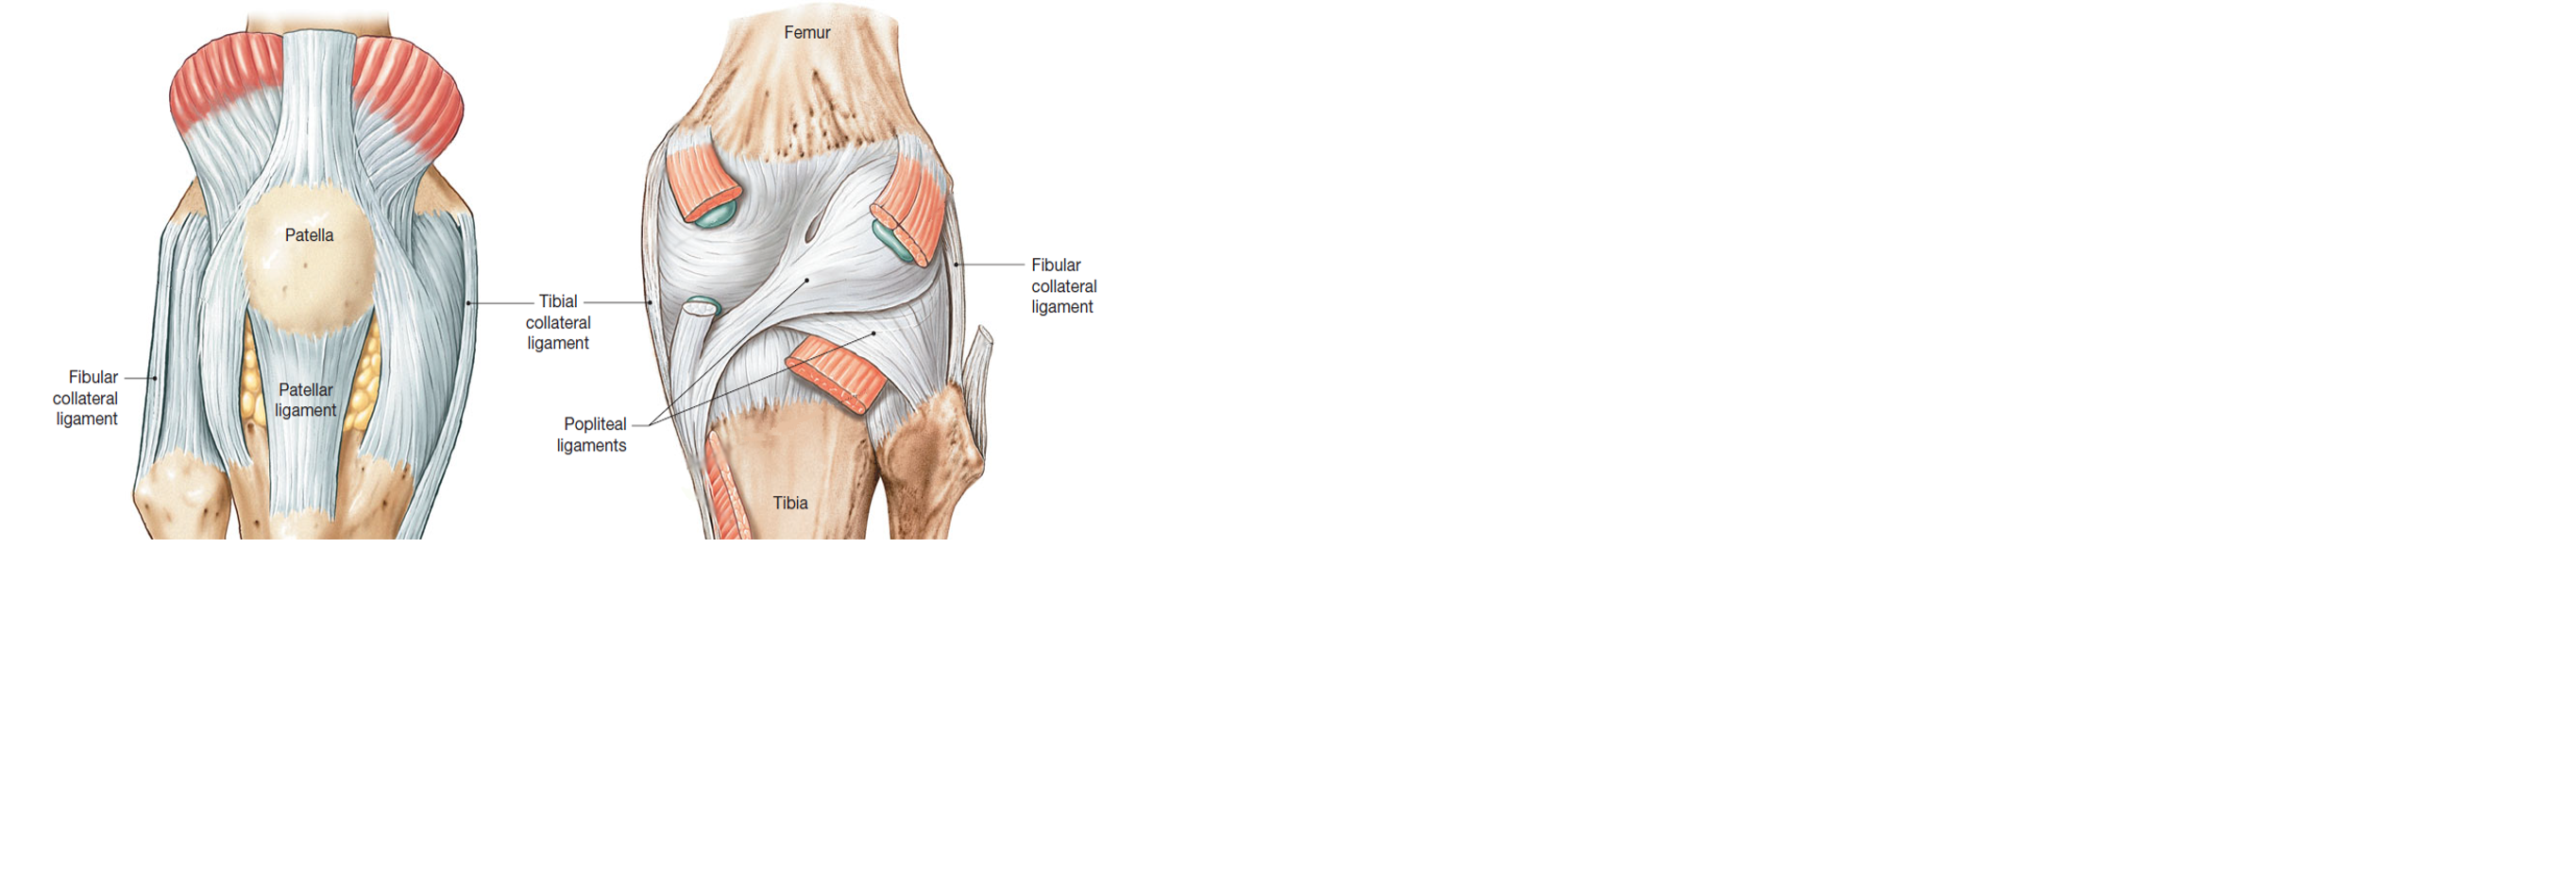 Patella
Patellar
ligament
Fibular
collateral
ligament
Tibial
collateral
ligament
Femur
Fibular
collateral
ligament
Popliteal
ligaments
Tibia